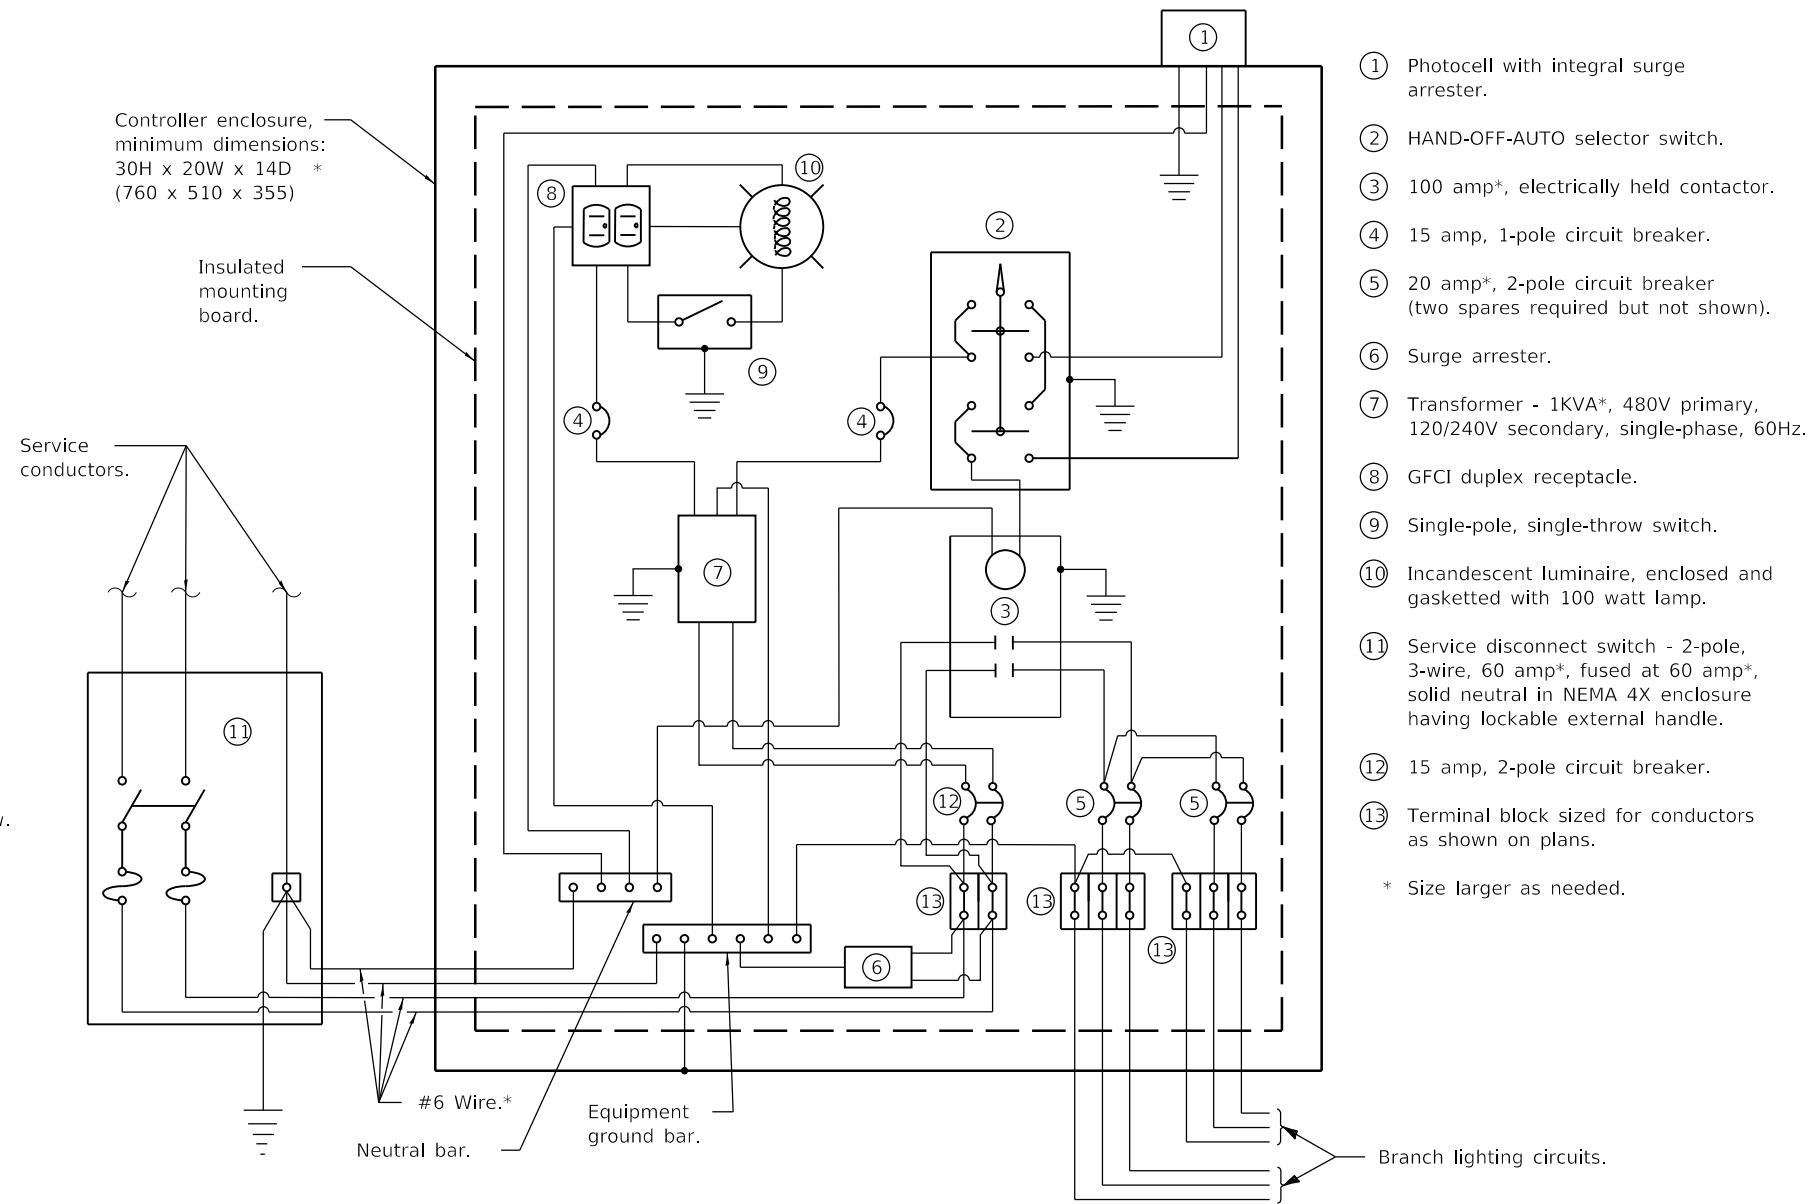 Controller enclosure,
minimum dimensions:
30H x 20W x 14D *
(760 x 510 x 355)
Insulated
mounting
board.
Service
conductors.
1
8
10
2
9
4
4
7
3
11
12
5
5
13
13
13
6
#6 Wire.*
Neutral bar.
Equipment
ground bar.
Branch lighting circuits.
1 Photocell with integral surge
arrester.
2 HAND-OFF-AUTO selector switch.
3 100 amp*, electrically held contactor.
4 15 amp, 1-pole circuit breaker.
5 20 amp*, 2-pole circuit breaker
(two spares required but not shown).
6 Surge arrester.
7 Transformer - 1KVA*, 480V primary,
120/240V secondary, single-phase, 60Hz.
8 GFCI duplex receptacle.
9 Single-pole, single-throw switch.
10 Incandescent luminaire, enclosed and
gasketted with 100 watt lamp.
11 Service disconnect switch - 2-pole,
3-wire, 60 amp*, fused at 60 amp*,
solid neutral in NEMA 4X enclosure
having lockable external handle.
12 15 amp, 2-pole circuit breaker.
13 Terminal block sized for conductors
as shown on plans.
* Size larger as needed.